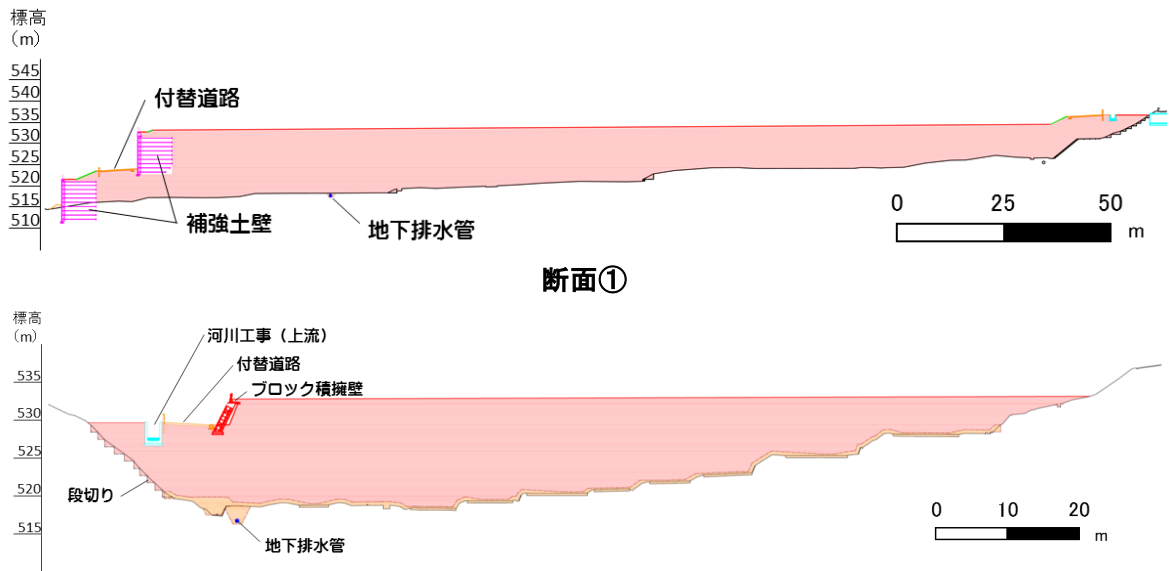 標高
(m)
545
540
535
530
525
520
515
510
付替道路
補強土壁
地下排水管
0 25 50
m
断面①
標高
(m)
535
530
525
520
515
河川工事（上流）
付替道路
ブロック積擁壁
段切り
地下排水管
0 10 20
m